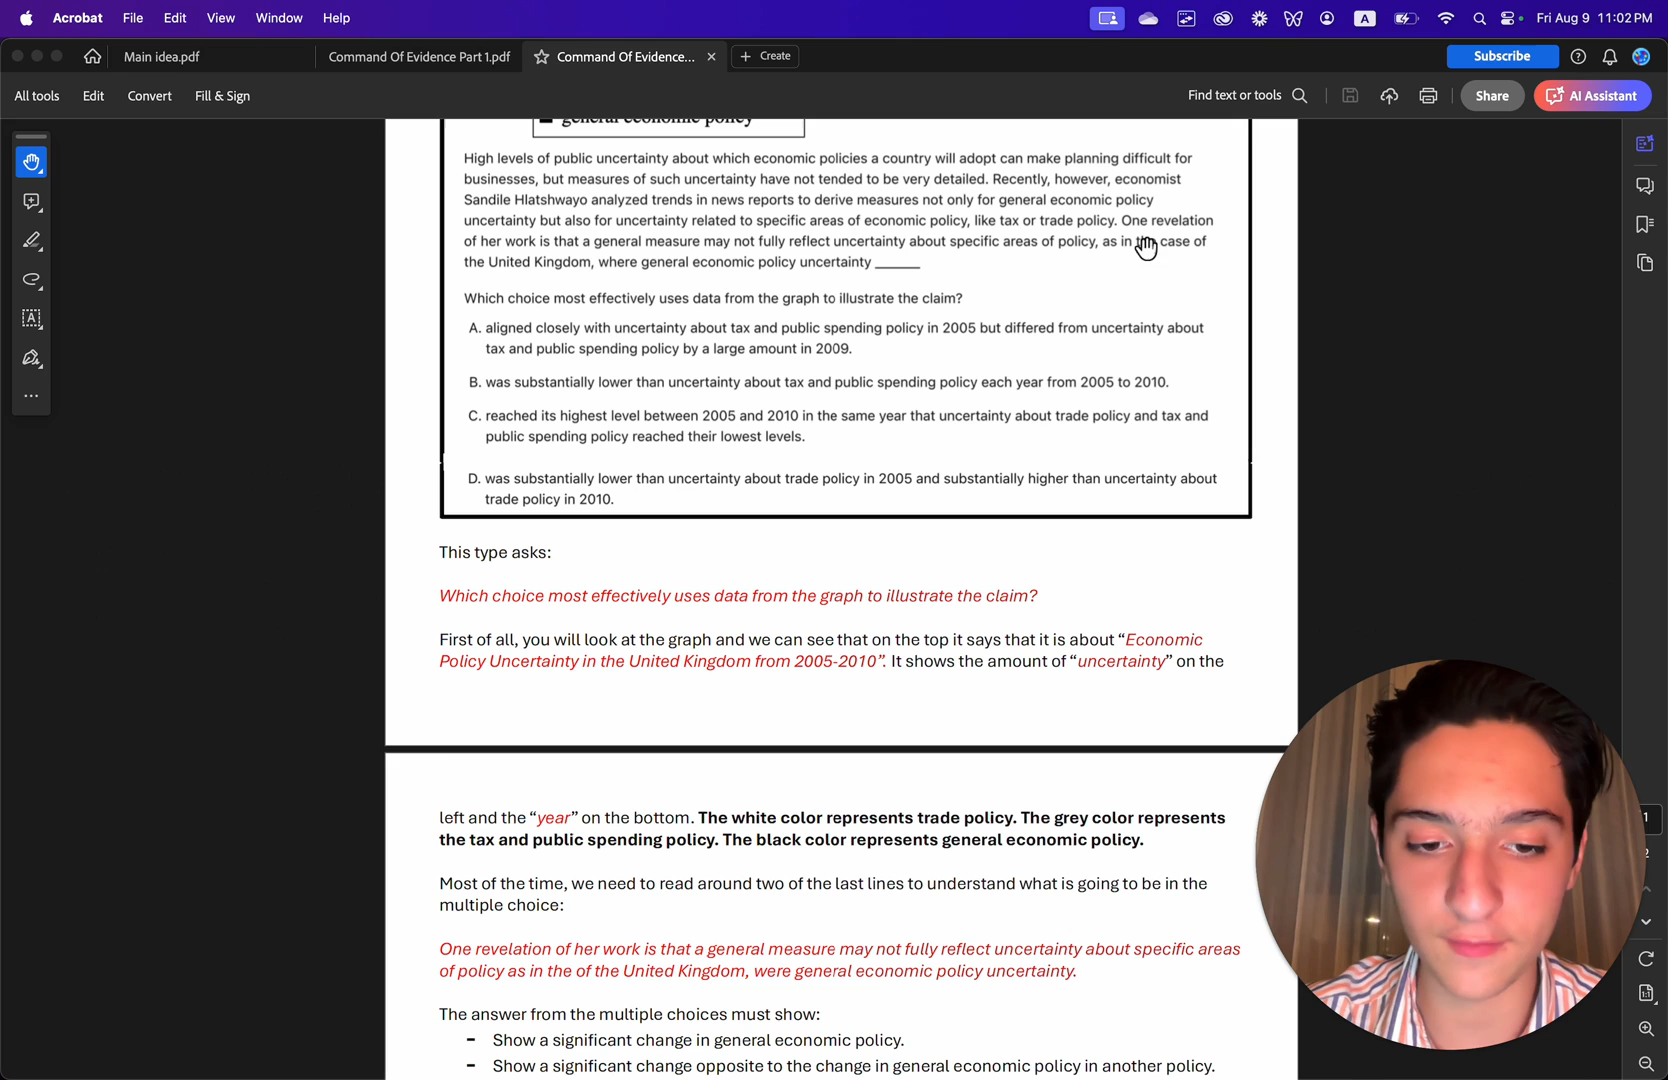 Acrobat File Edit View Window Help A Fri Aug 9 11:02 PM
Main idea.pdf Command Of Evidence Part 1.pdf Command Of Evidence... + Create Subscribe
All tools Edit Convert Fill & Sign Find text or tools Share AI Assistant
general economic policy
High levels of public uncertainty about which economic policies a country will adopt can make planning difficult for
businesses, but measures of such uncertainty have not tended to be very detailed. Recently, however, economist
Sandile Hlatshwayo analyzed trends in news reports to derive measures not only for general economic policy
uncertainty but also for uncertainty related to specific areas of economic policy, like tax or trade policy. One revelation
of her work is that a general measure may not fully reflect uncertainty about specific areas of policy, as in the case of
the United Kingdom, where general economic policy uncertainty ______
Which choice most effectively uses data from the graph to illustrate the claim?
A. aligned closely with uncertainty about tax and public spending policy in 2005 but differed from uncertainty about
tax and public spending policy by a large amount in 2009.
B. was substantially lower than uncertainty about tax and public spending policy each year from 2005 to 2010.
C. reached its highest level between 2005 and 2010 in the same year that uncertainty about trade policy and tax and
public spending policy reached their lowest levels.
D. was substantially lower than uncertainty about trade policy in 2005 and substantially higher than uncertainty about
trade policy in 2010.
This type asks:
Which choice most effectively uses data from the graph to illustrate the claim?
First of all, you will look at the graph and we can see that on the top it says that it is about “Economic
Policy Uncertainty in the United Kingdom from 2005-2010”. It shows the amount of “uncertainty” on the
left and the “year” on the bottom. The white color represents trade policy. The grey color represents
the tax and public spending policy. The black color represents general economic policy.
Most of the time, we need to read around two of the last lines to understand what is going to be in the
multiple choice:
One revelation of her work is that a general measure may not fully reflect uncertainty about specific areas
of policy as in the of the United Kingdom, were general economic policy uncertainty.
The answer from the multiple choices must show:
- Show a significant change in general economic policy.
- Show a significant change opposite to the change in general economic policy in another policy.
1
2
1:1